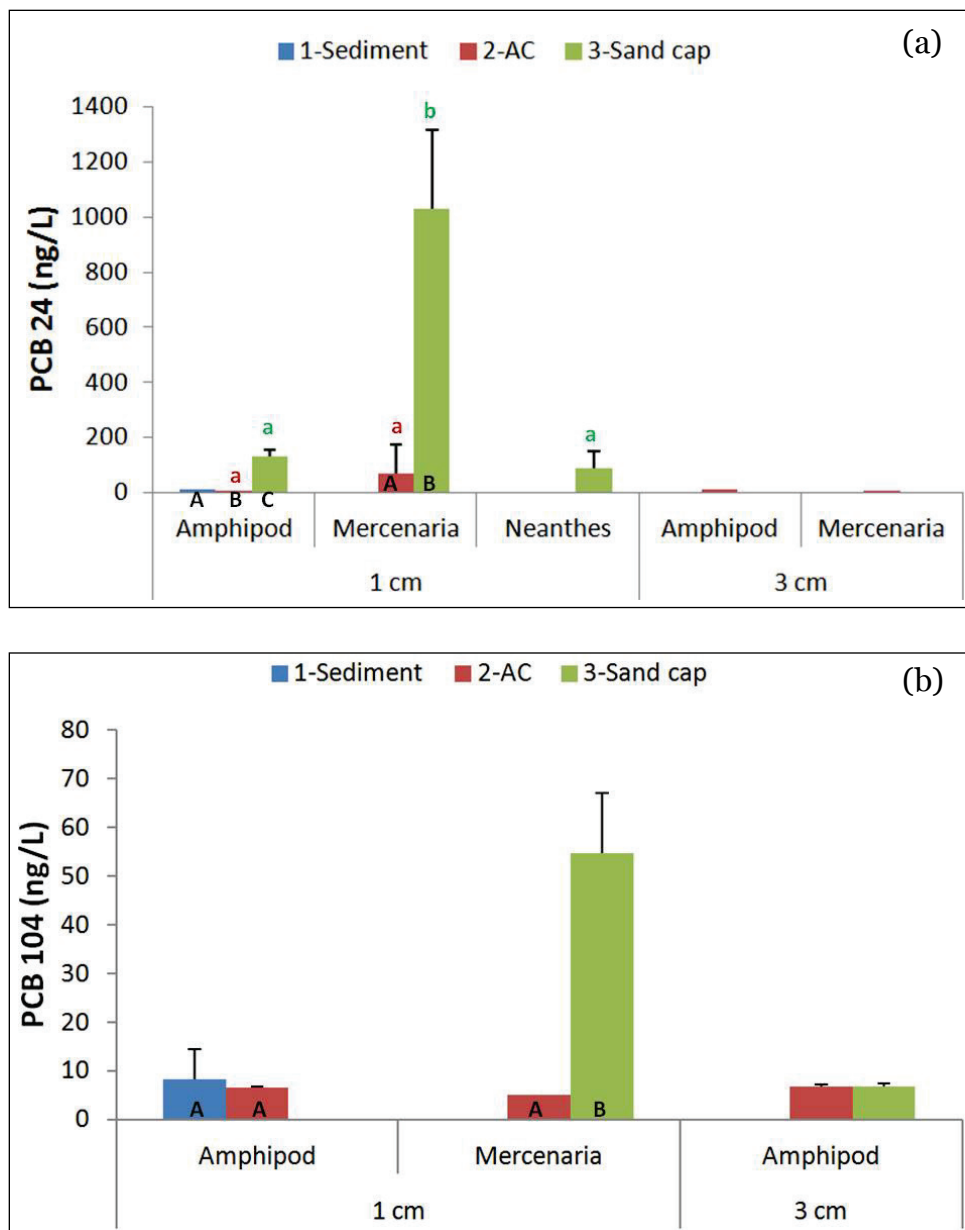 (a)
1-Sediment 2-AC 3-Sand cap
PCB 24 (ng/L)
1400
1200
1000
800
600
400
200
0
b
a a a a
A B C A B
Amphipod Mercenaria Neanthes Amphipod Mercenaria
1 cm 3 cm
(b)
1-Sediment 2-AC 3-Sand cap
PCB 104 (ng/L)
80
70
60
50
40
30
20
10
0
A A A B
Amphipod Mercenaria Amphipod
1 cm 3 cm